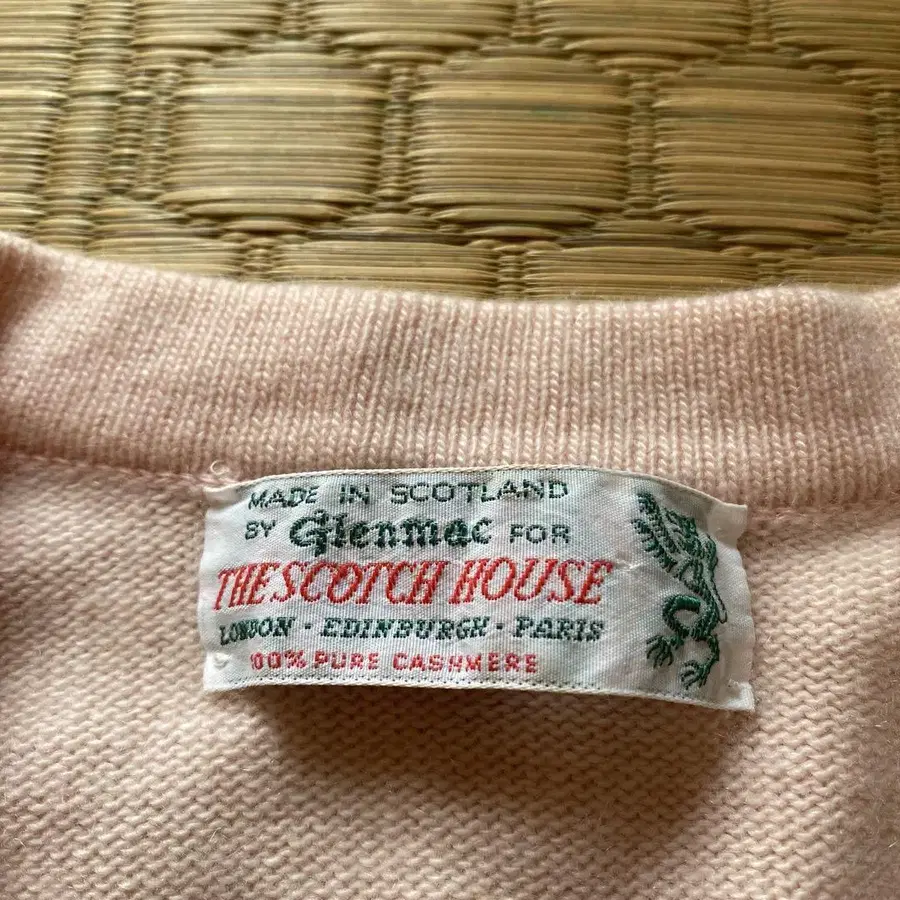 MADE IN SCOTLAND
BY Glenmac FOR
THE SCOTCH HOUSE
LONDON · EDINBURGH · PARIS
100% PURE CASHMERE